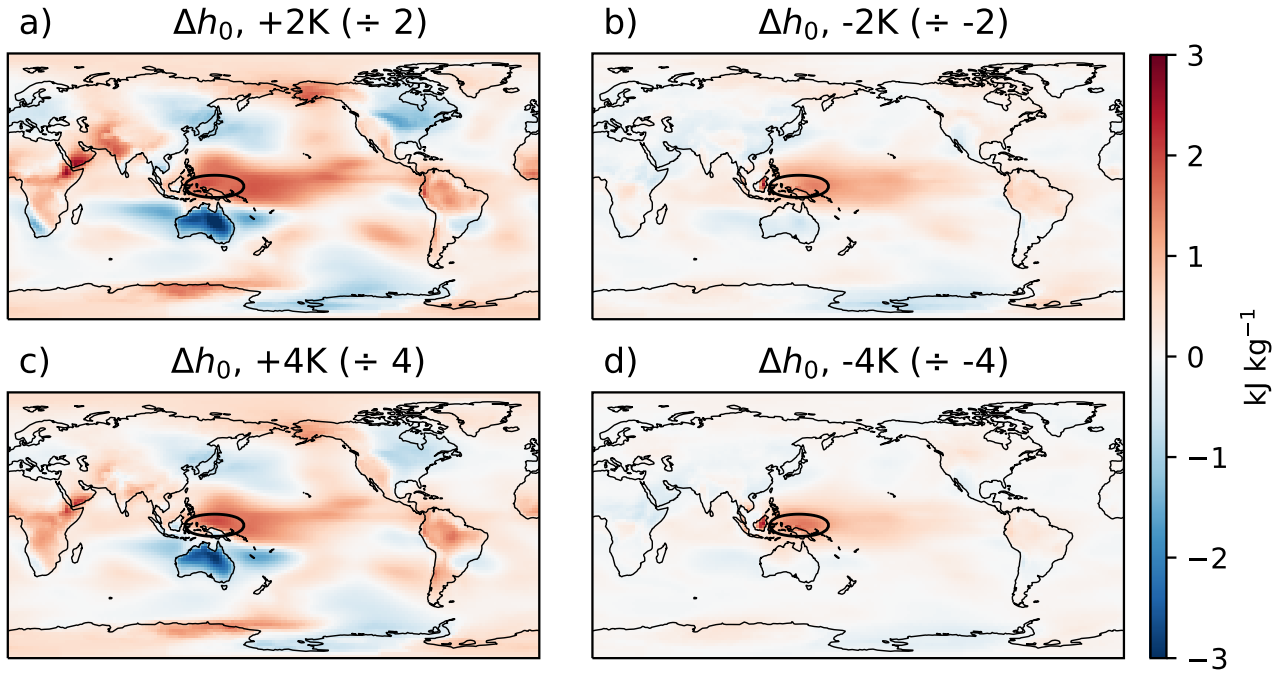 a) Δh₀, +2K (÷ 2)
b) Δh₀, -2K (÷ -2)
c) Δh₀, +4K (÷ 4)
d) Δh₀, -4K (÷ -4)
3
2
1
0
−1
−2
−3
kJ kg⁻¹